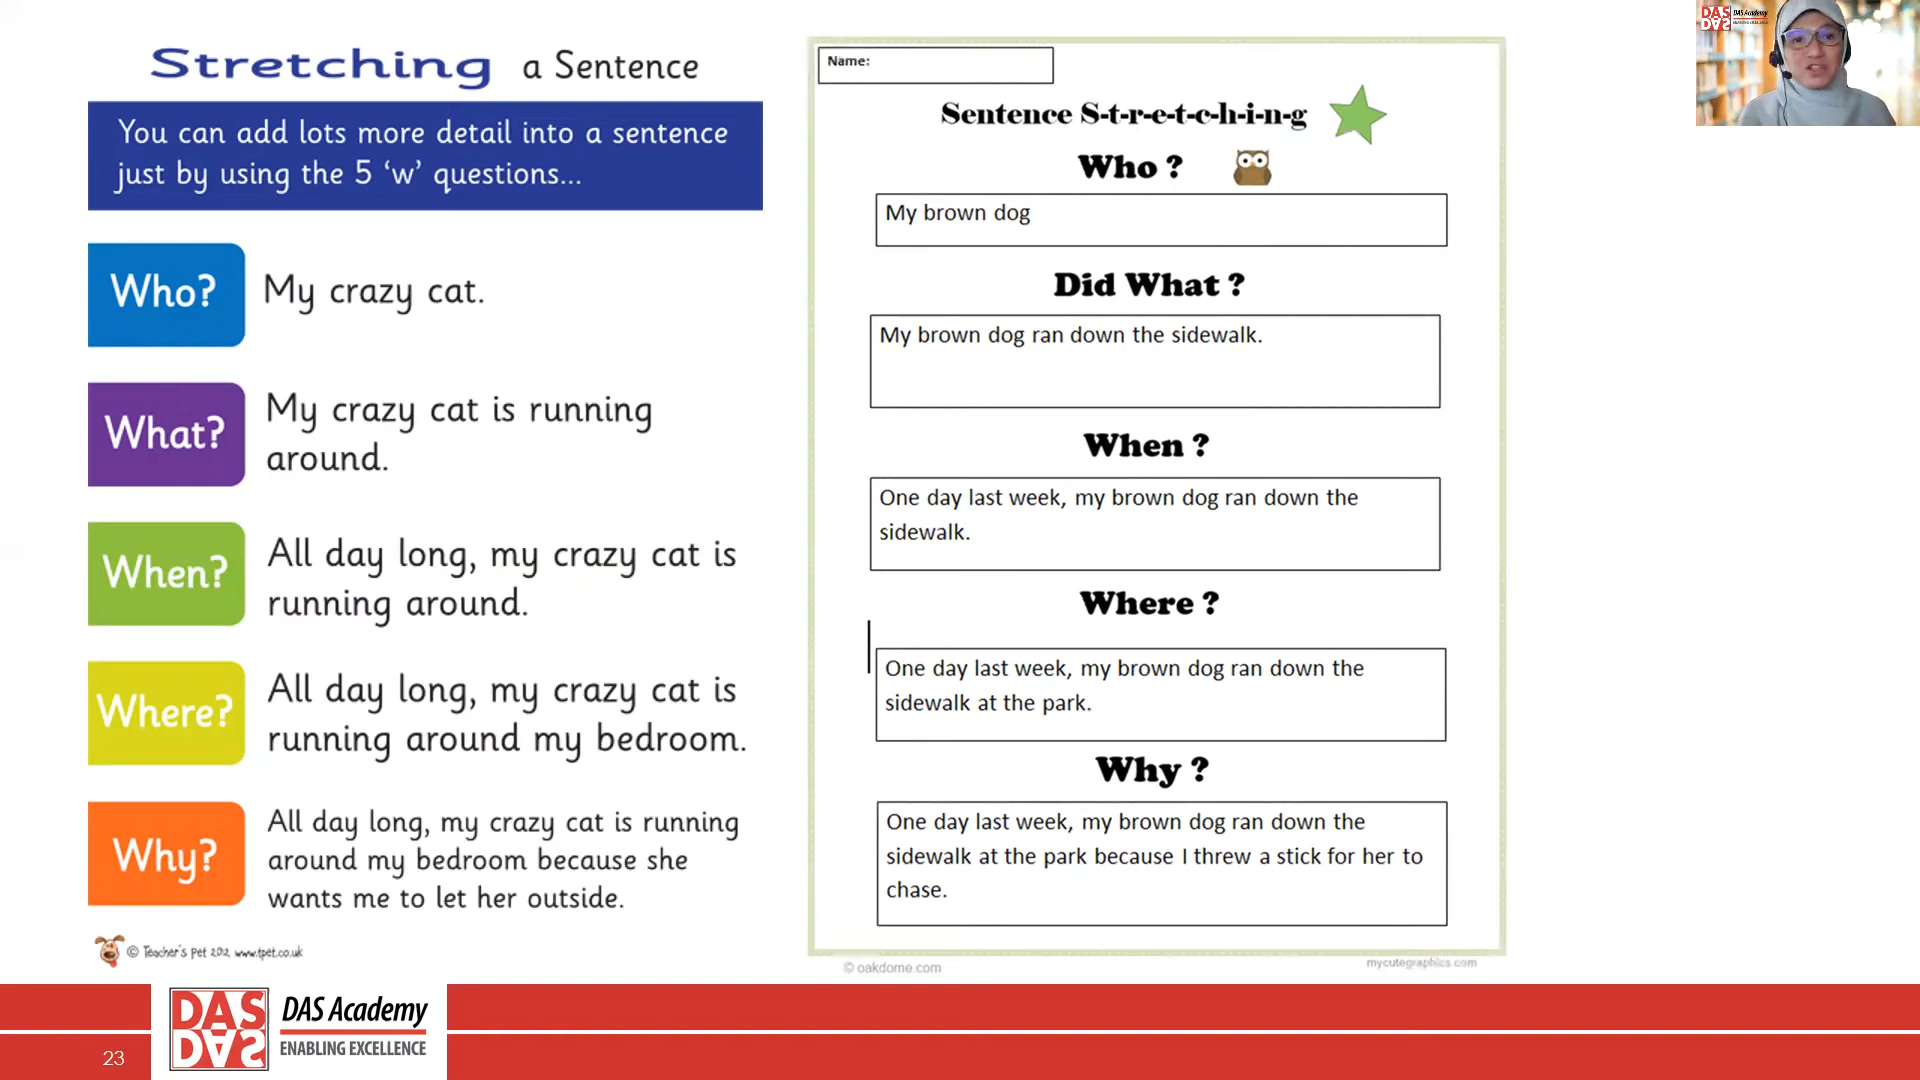 Stretching a Sentence
You can add lots more detail into a sentence
just by using the 5 ‘w’ questions...
Who?
My crazy cat.
What?
My crazy cat is running
around.
When?
All day long, my crazy cat is
running around.
Where?
All day long, my crazy cat is
running around my bedroom.
Why?
All day long, my crazy cat is running
around my bedroom because she
wants me to let her outside.
© Teacher's Pet 2012 www.tpet.co.uk
Name:
Sentence S-t-r-e-t-c-h-i-n-g
Who ?
My brown dog
Did What ?
My brown dog ran down the sidewalk.
When ?
One day last week, my brown dog ran down the
sidewalk.
Where ?
One day last week, my brown dog ran down the
sidewalk at the park.
Why ?
One day last week, my brown dog ran down the
sidewalk at the park because I threw a stick for her to
chase.
© oakdome.com
mycutegraphics.com
DAS
DAS Academy
23
DAS
DAS
DAS Academy
ENABLING EXCELLENCE